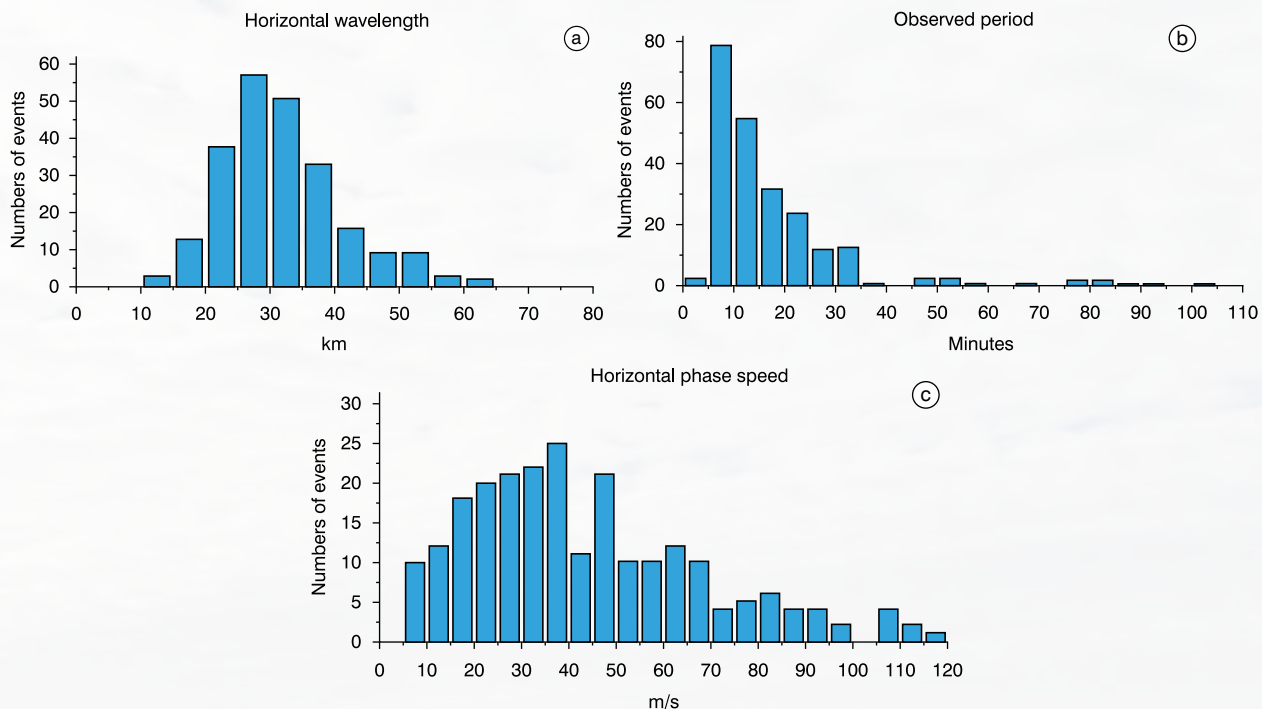 Horizontal wavelength
a
Numbers of events
60
50
40
30
20
10
0
0 10 20 30 40 50 60 70 80
km
Observed period
b
Numbers of events
80
60
40
20
0
0 10 20 30 40 50 60 70 80 90 100 110
Minutes
Horizontal phase speed
c
Numbers of events
30
25
20
15
10
5
0
0 10 20 30 40 50 60 70 80 90 100 110 120
m/s